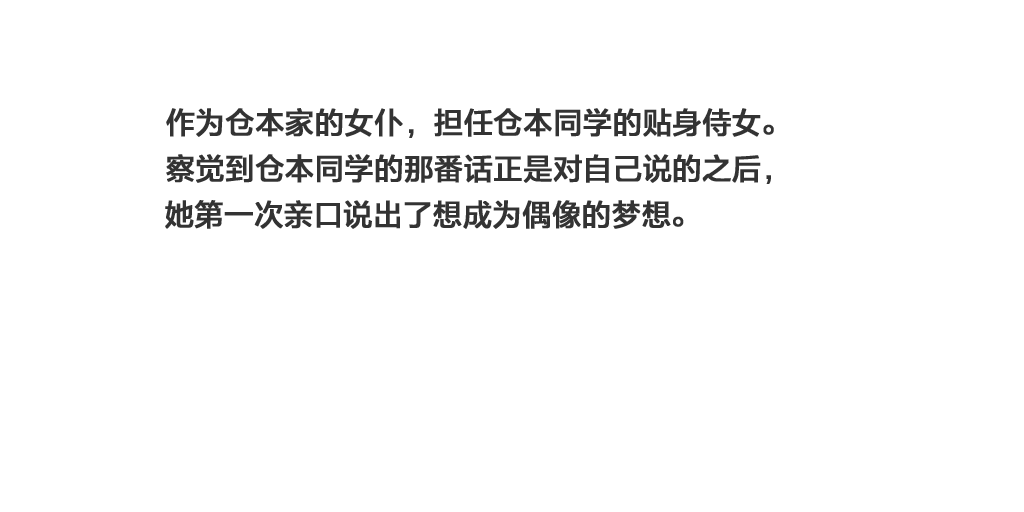 作为仓本家的女仆，担任仓本同学的贴身侍女。
察觉到仓本同学的那番话正是对自己说的之后，
她第一次亲口说出了想成为偶像的梦想。